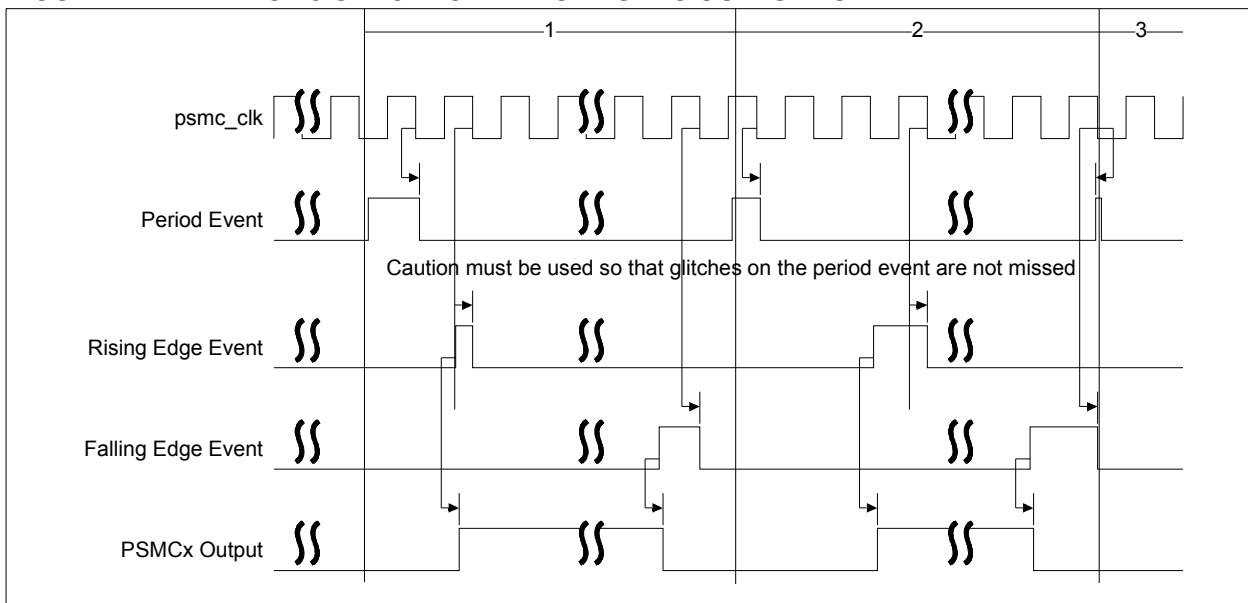 1
2
3
psmc_clk
Period Event
Caution must be used so that glitches on the period event are not missed
Rising Edge Event
Falling Edge Event
PSMCx Output